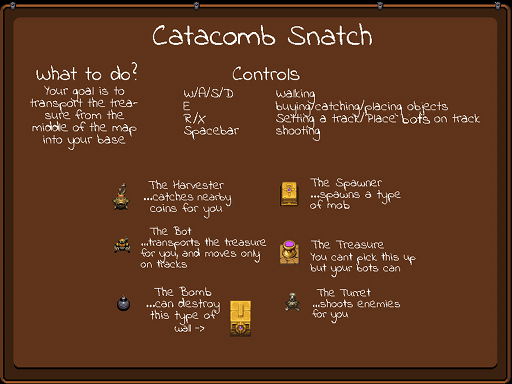 Catacomb Snatch
What to do?
Your goal is to
transport the trea-
sure from the
middle of the map
into your base
Controls
W/A/S/D Walking
E buying/catching/placing objects
R/X Setting a track/Place bots on track
Spacebar shooting
The Harvester
...catches nearby
coins for you
The Spawner
...spawns a type
of mob
The Bot
...transports the treasure
for you, and moves only
on tracks
The Treasure
You cant pick this up
but your bots can
The Bomb
...can destroy
this type of
wall ->
The Turret
...shoots enemies
for you